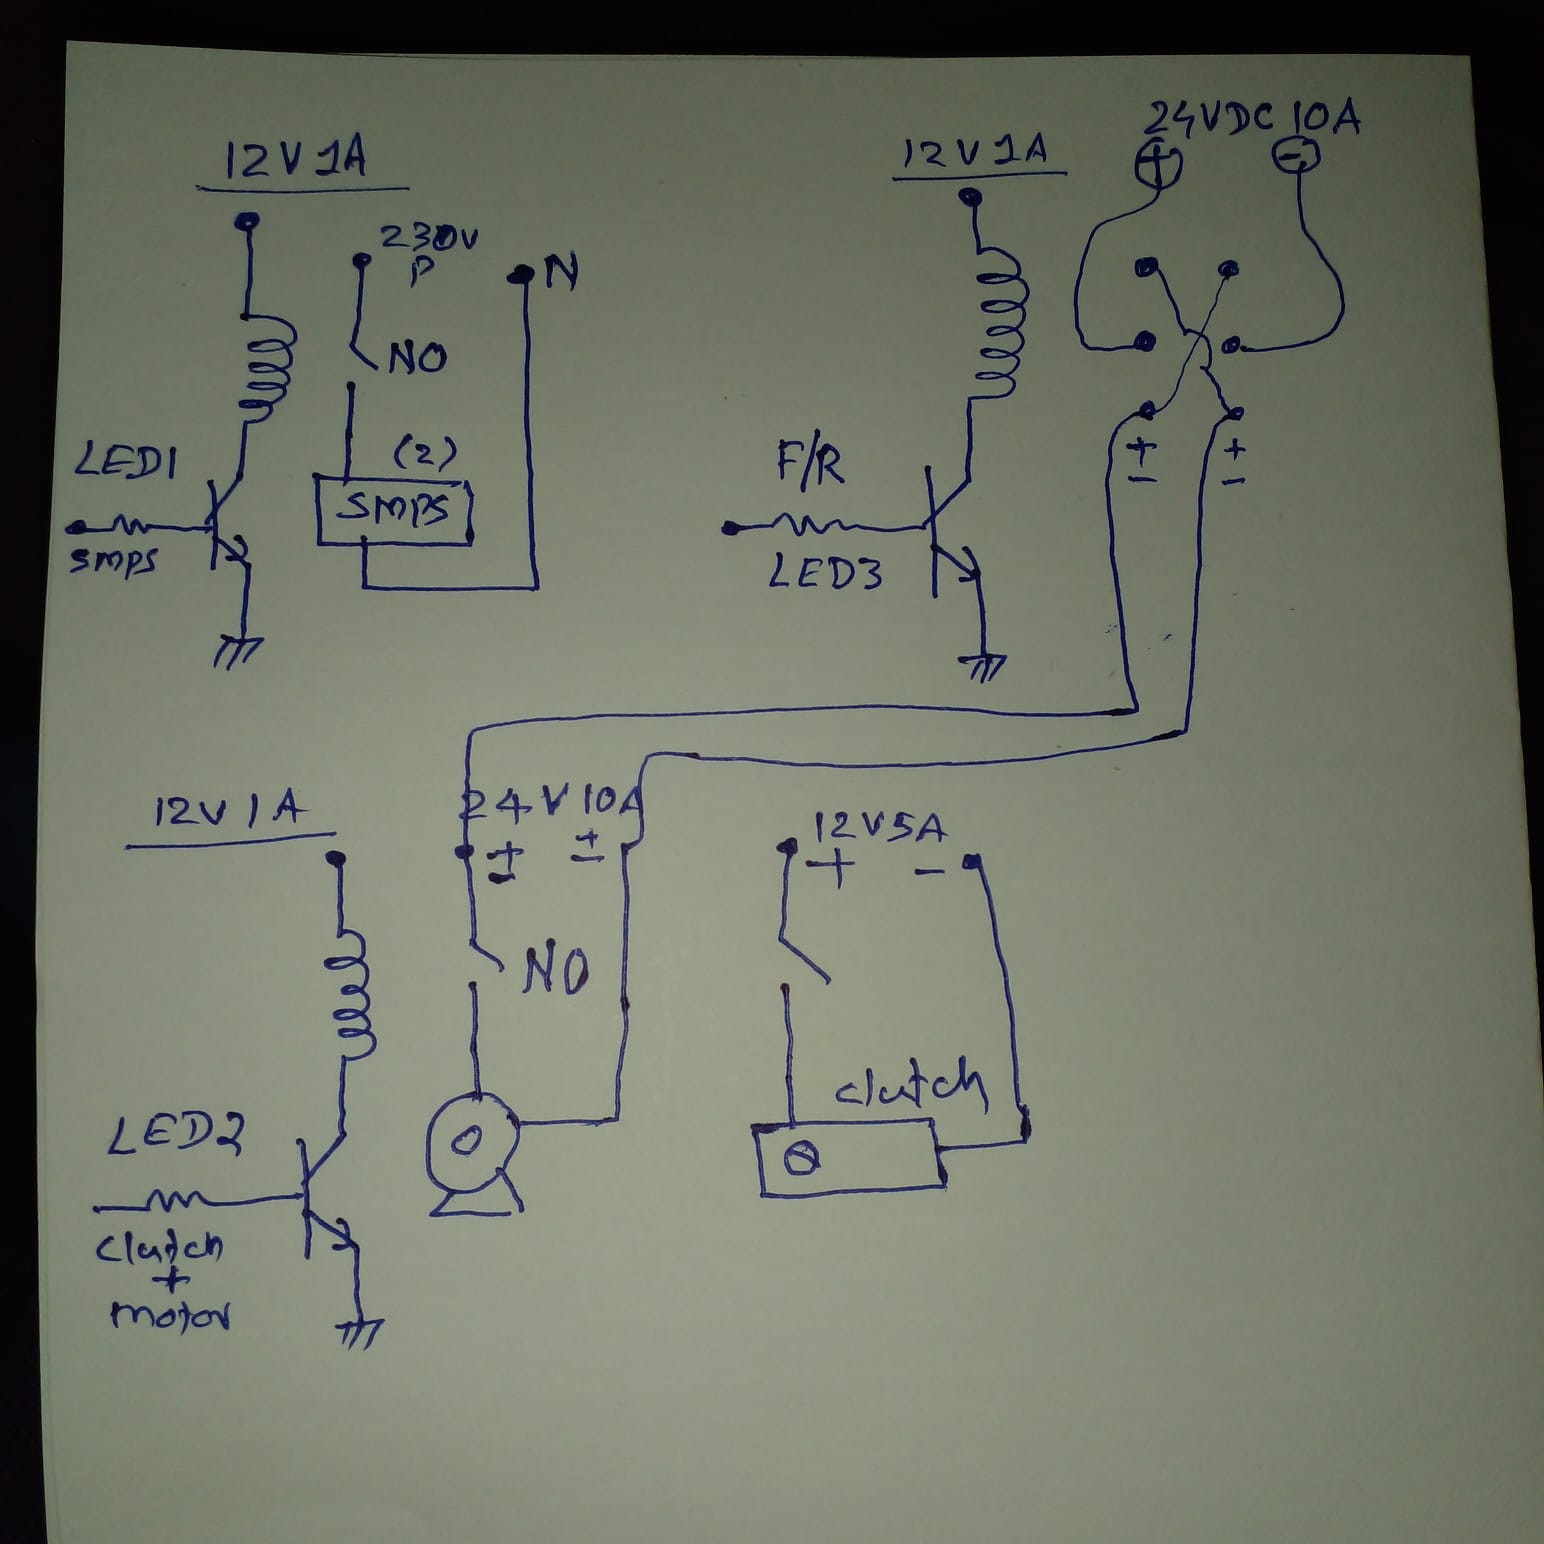 12V 1A
230V
P
N
NO
LED1
(2)
SMPS
SMPS
12V 1A
24VDC 10A
+ -
F/R
LED3
+ +
- -
12V 1A
24V 10A
+ +
- -
NO
12V5A
+ -
LED2
clutch
clutch
+
motor